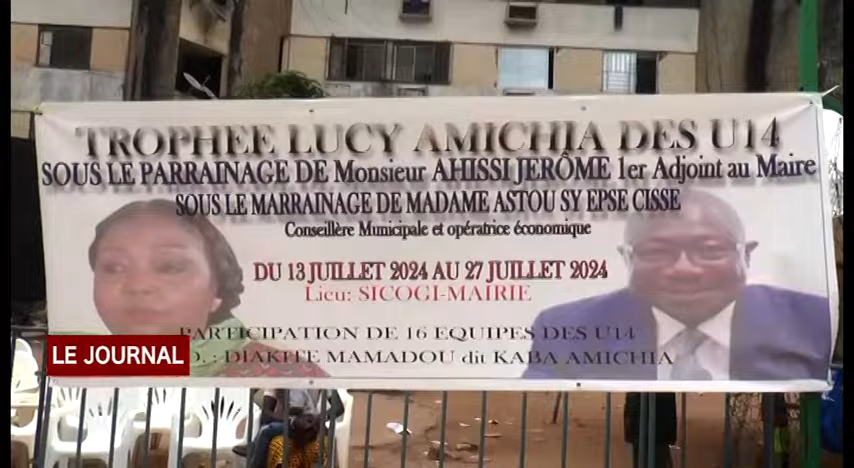 TROPHEE LUCY AMICHIA DES U14
SOUS LE PARRAINAGE DE Monsieur AHISSI JERÔME 1er Adjoint au Maire
SOUS LE MARRAINAGE DE MADAME ASTOU SY EPSE CISSE
Conseillère Municipale et opératrice économique
DU 13 JUILLET 2024 AU 27 JUILLET 2024
Lieu: SICOGI-MAIRIE
PARTICIPATION DE 16 EQUIPES DES U14
: DIAKITE MAMADOU dit KABA AMICHIA
LE JOURNAL